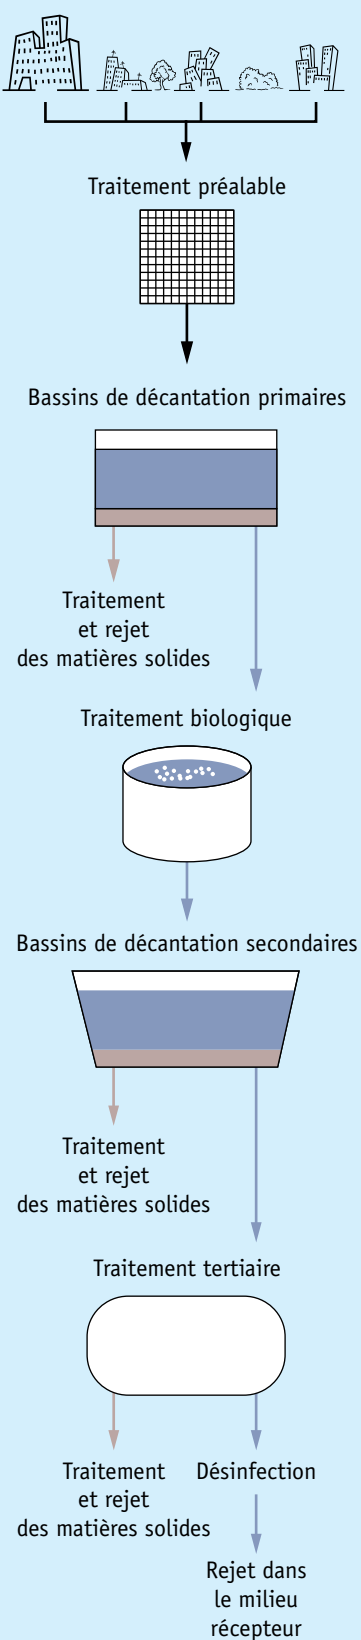 Traitement préalable
Bassins de décantation primaires
Traitement
et rejet
des matières solides
Traitement biologique
Bassins de décantation secondaires
Traitement
et rejet
des matières solides
Traitement tertiaire
Traitement
et rejet
des matières solides
Désinfection
Rejet dans
le milieu
récepteur